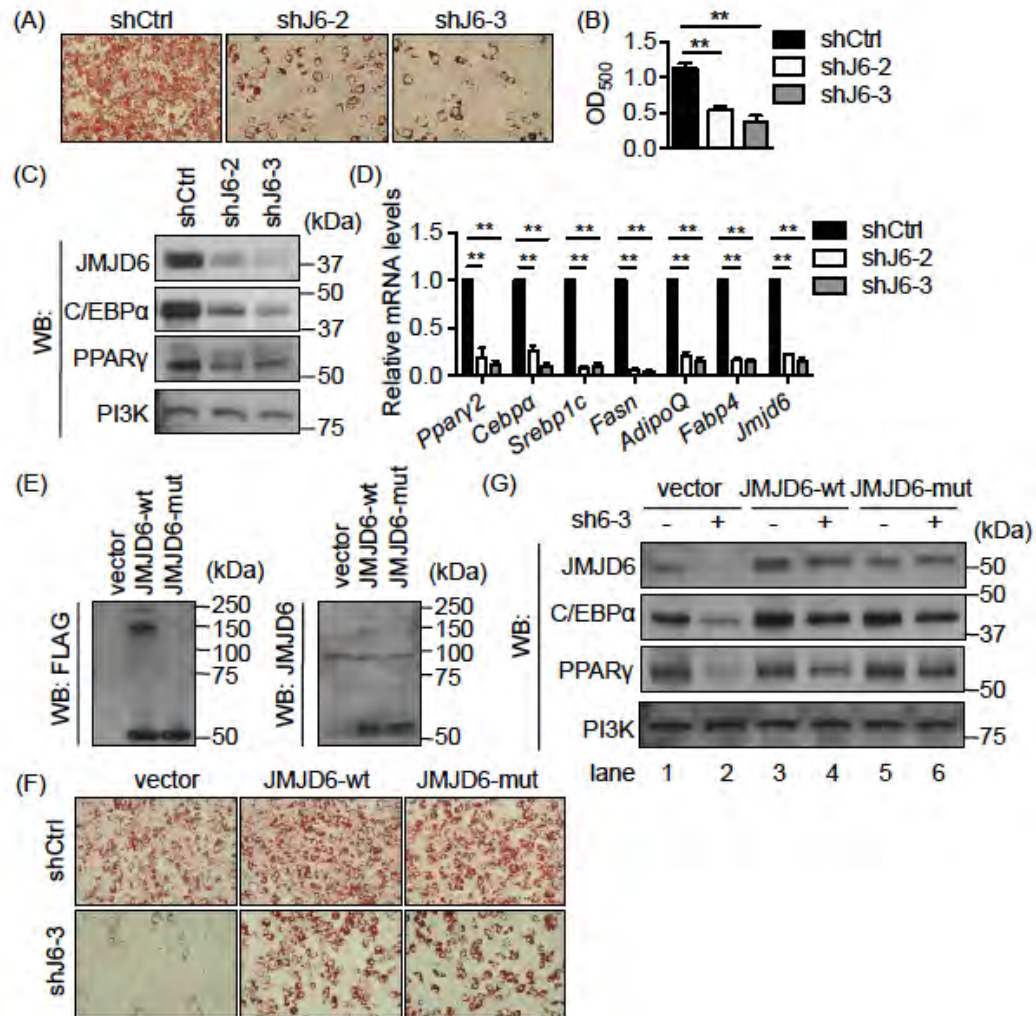 (A)
shCtrl shJ6-2 shJ6-3
(B)
OD500
1.5
1.0
0.5
0.0
** **
shCtrl
shJ6-2
shJ6-3
(C)
shCtrl shJ6-2 shJ6-3 (kDa)
WB:
JMJD6 37
C/EBPα 50 37
PPARγ 50
PI3K 75
(D)
Relative mRNA levels
1.5
1.0
0.5
0.0
** ** ** ** ** ** **
** ** ** ** ** ** **
shCtrl
shJ6-2
shJ6-3
Pparγ2 Cebpα Srebp1c Fasn AdipoQ Fabp4 Jmjd6
(E)
vector JMJD6-wt JMJD6-mut (kDa)
WB: FLAG
250
150
100
75
50
vector JMJD6-wt JMJD6-mut (kDa)
WB: JMJD6
250
150
100
75
50
(G)
vector JMJD6-wt JMJD6-mut
sh6-3 - + - + - + (kDa)
WB:
JMJD6 50
C/EBPα 50 37
PPARγ 50
PI3K 75
lane 1 2 3 4 5 6
(F)
vector JMJD6-wt JMJD6-mut
shCtrl
shJ6-3